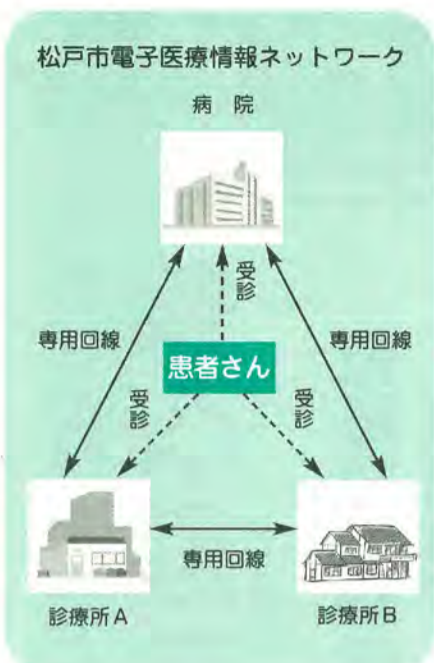 松戸市電子医療情報ネットワーク
病院
受診
専用回線
専用回線
患者さん
受診
受診
専用回線
診療所A
診療所B